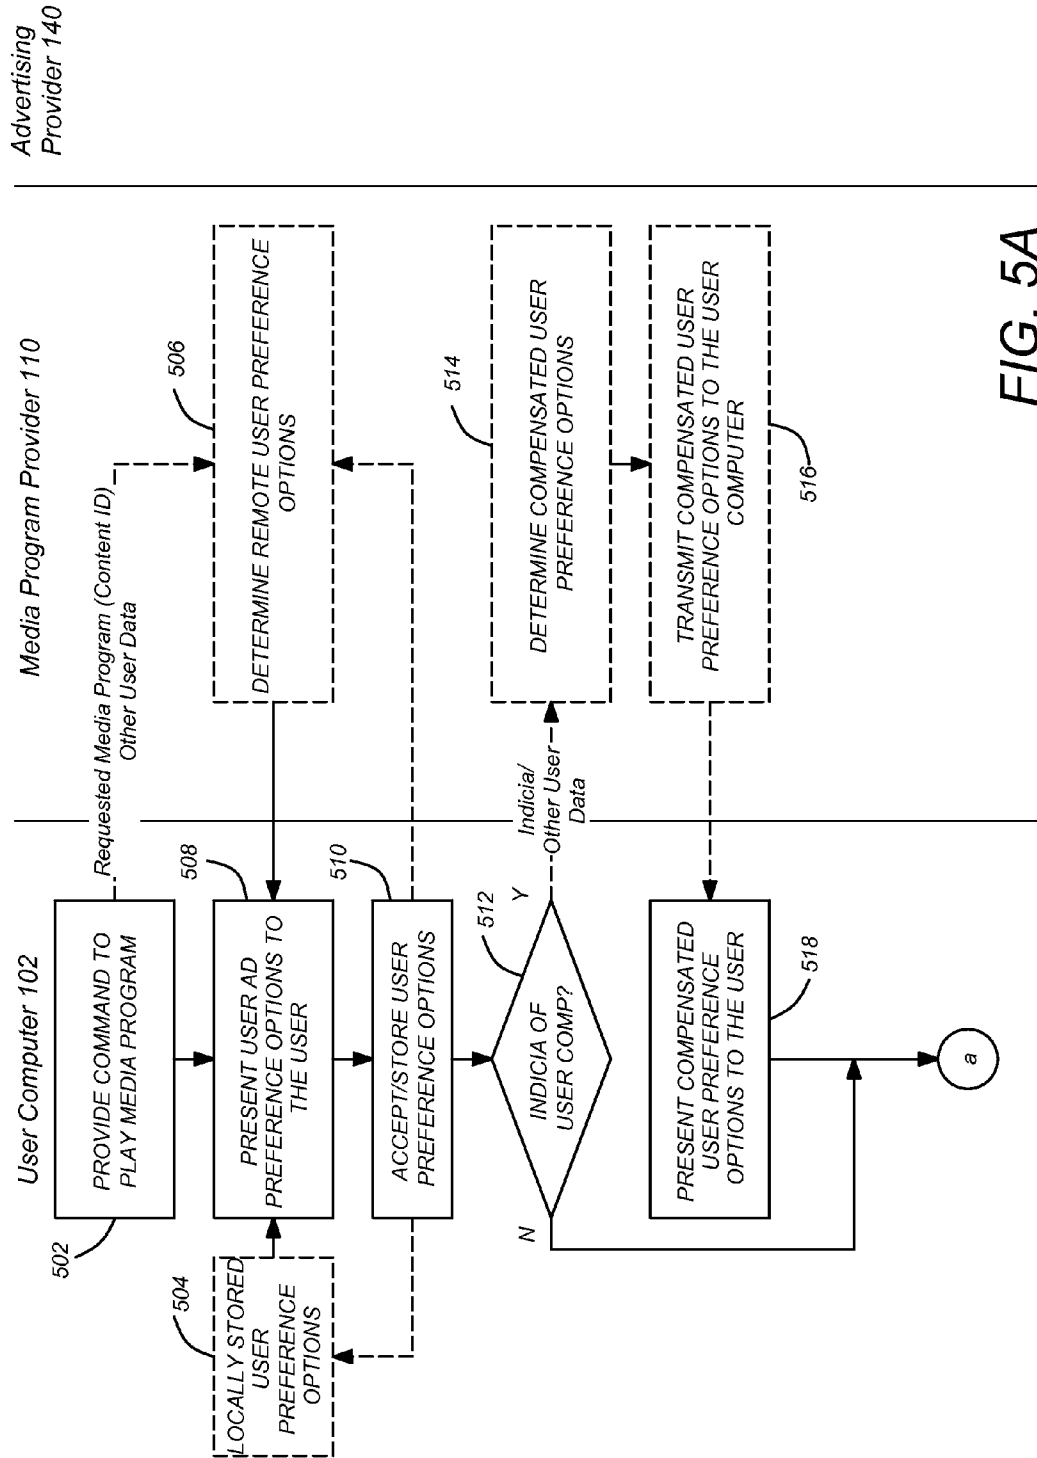 User Computer 102
Media Program Provider 110
Advertising
Provider 140
PROVIDE COMMAND TO
PLAY MEDIA PROGRAM
502
Requested Media Program (Content ID)
Other User Data
504
LOCALLY STORED
USER
PREFERENCE
OPTIONS
508
PRESENT USER AD
PREFERENCE OPTIONS TO
THE USER
506
DETERMINE REMOTE USER PREFERENCE
OPTIONS
510
ACCEPT/STORE USER
PREFERENCE OPTIONS
512
INDICIA OF
USER COMP?
N
Y
Indicia/
Other User
Data
514
DETERMINE COMPENSATED USER
PREFERENCE OPTIONS
TRANSMIT COMPENSATED USER
PREFERENCE OPTIONS TO THE USER
COMPUTER
516
PRESENT COMPENSATED
USER PREFERENCE
OPTIONS TO THE USER
518
a
FIG. 5A